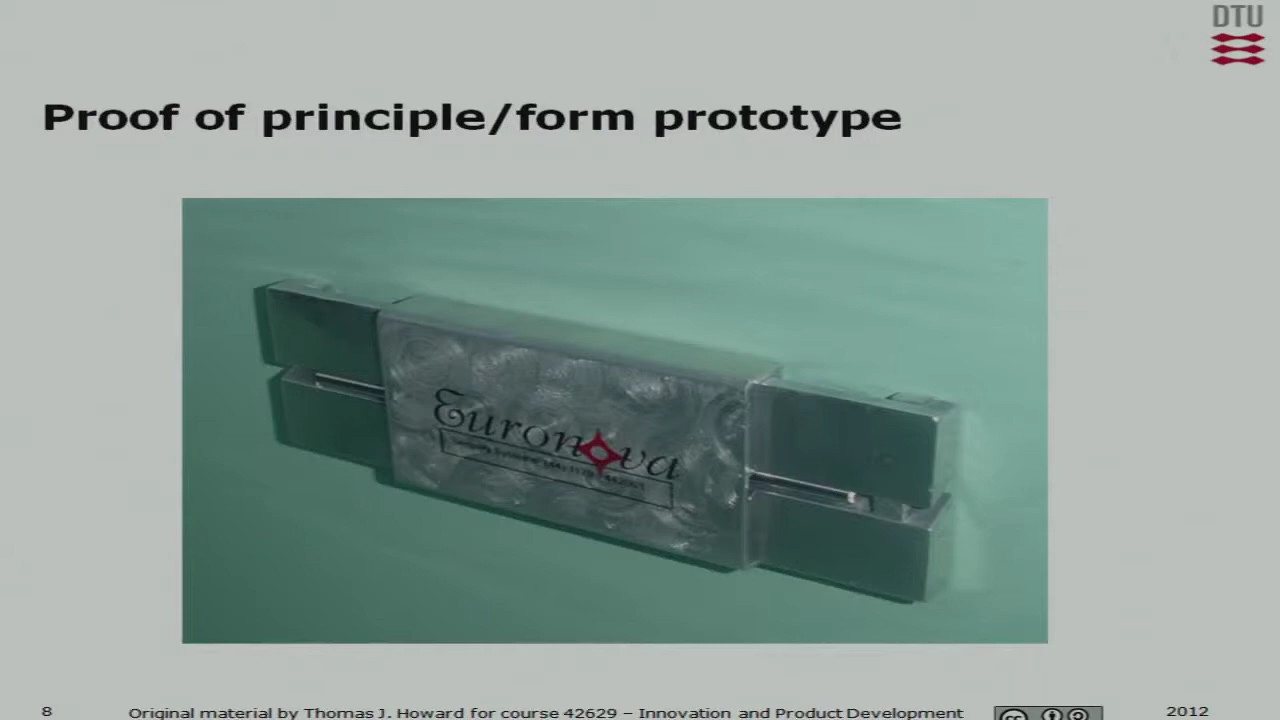 DTU
Proof of principle/form prototype
Euronova
8
Original material by Thomas J. Howard for course 42629 – Innovation and Product Development
cc
2012